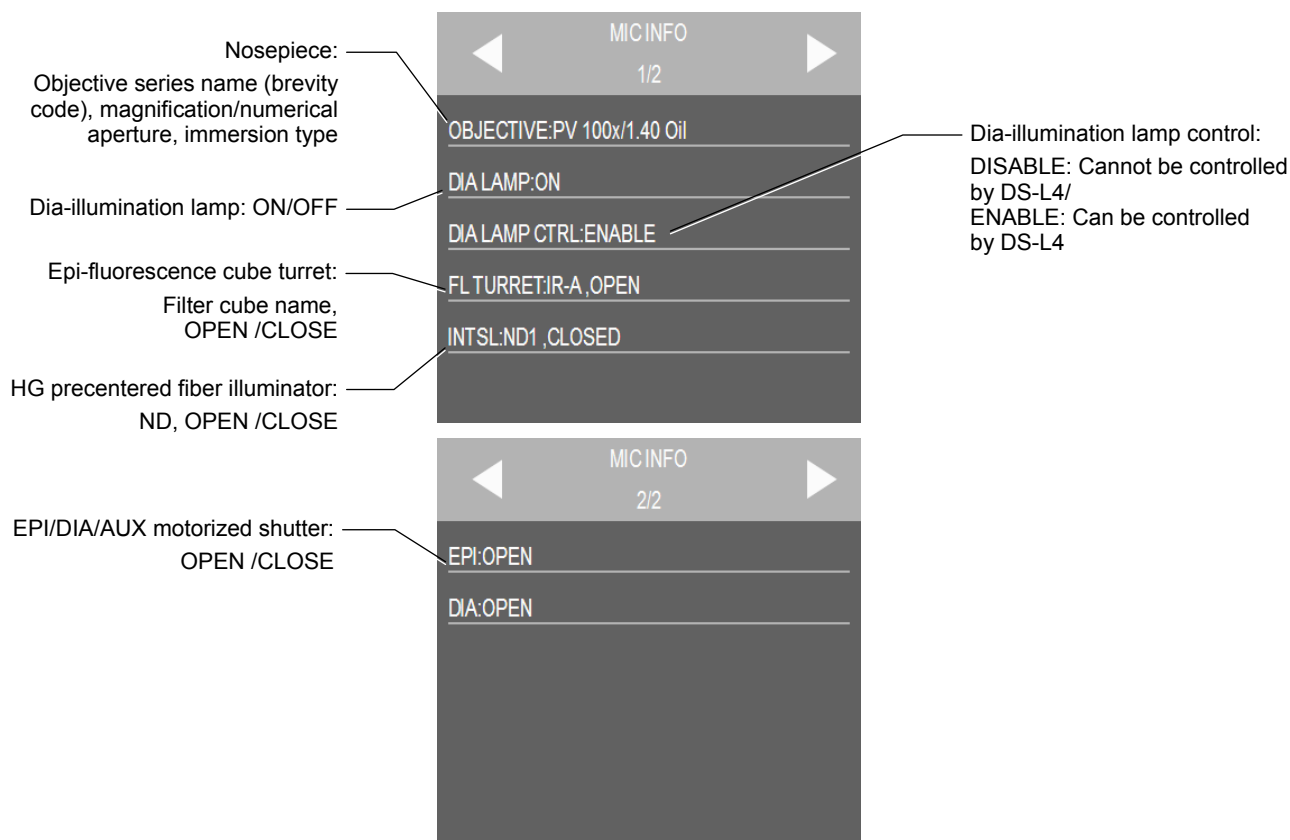 Nosepiece:
Objective series name (brevity
code), magnification/numerical
aperture, immersion type
Dia-illumination lamp: ON/OFF
Epi-fluorescence cube turret:
Filter cube name,
OPEN /CLOSE
HG precentered fiber illuminator:
ND, OPEN /CLOSE
MIC INFO
1/2
OBJECTIVE:PV 100x/1.40 Oil
DIA LAMP:ON
DIA LAMP CTRL:ENABLE
FL TURRET:IR-A ,OPEN
INTSL:ND1 ,CLOSED
Dia-illumination lamp control:
DISABLE: Cannot be controlled
by DS-L4/
ENABLE: Can be controlled
by DS-L4
EPI/DIA/AUX motorized shutter:
OPEN /CLOSE
MIC INFO
2/2
EPI:OPEN
DIA:OPEN